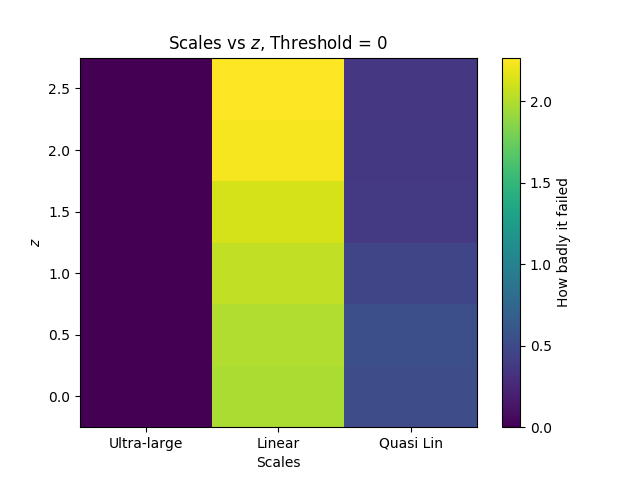 Scales vs z, Threshold = 0
2.5
2.0
1.5
1.0
0.5
0.0
z
Ultra-large Linear Quasi Lin
Scales
2.0
1.5
1.0
0.5
0.0
How badly it failed